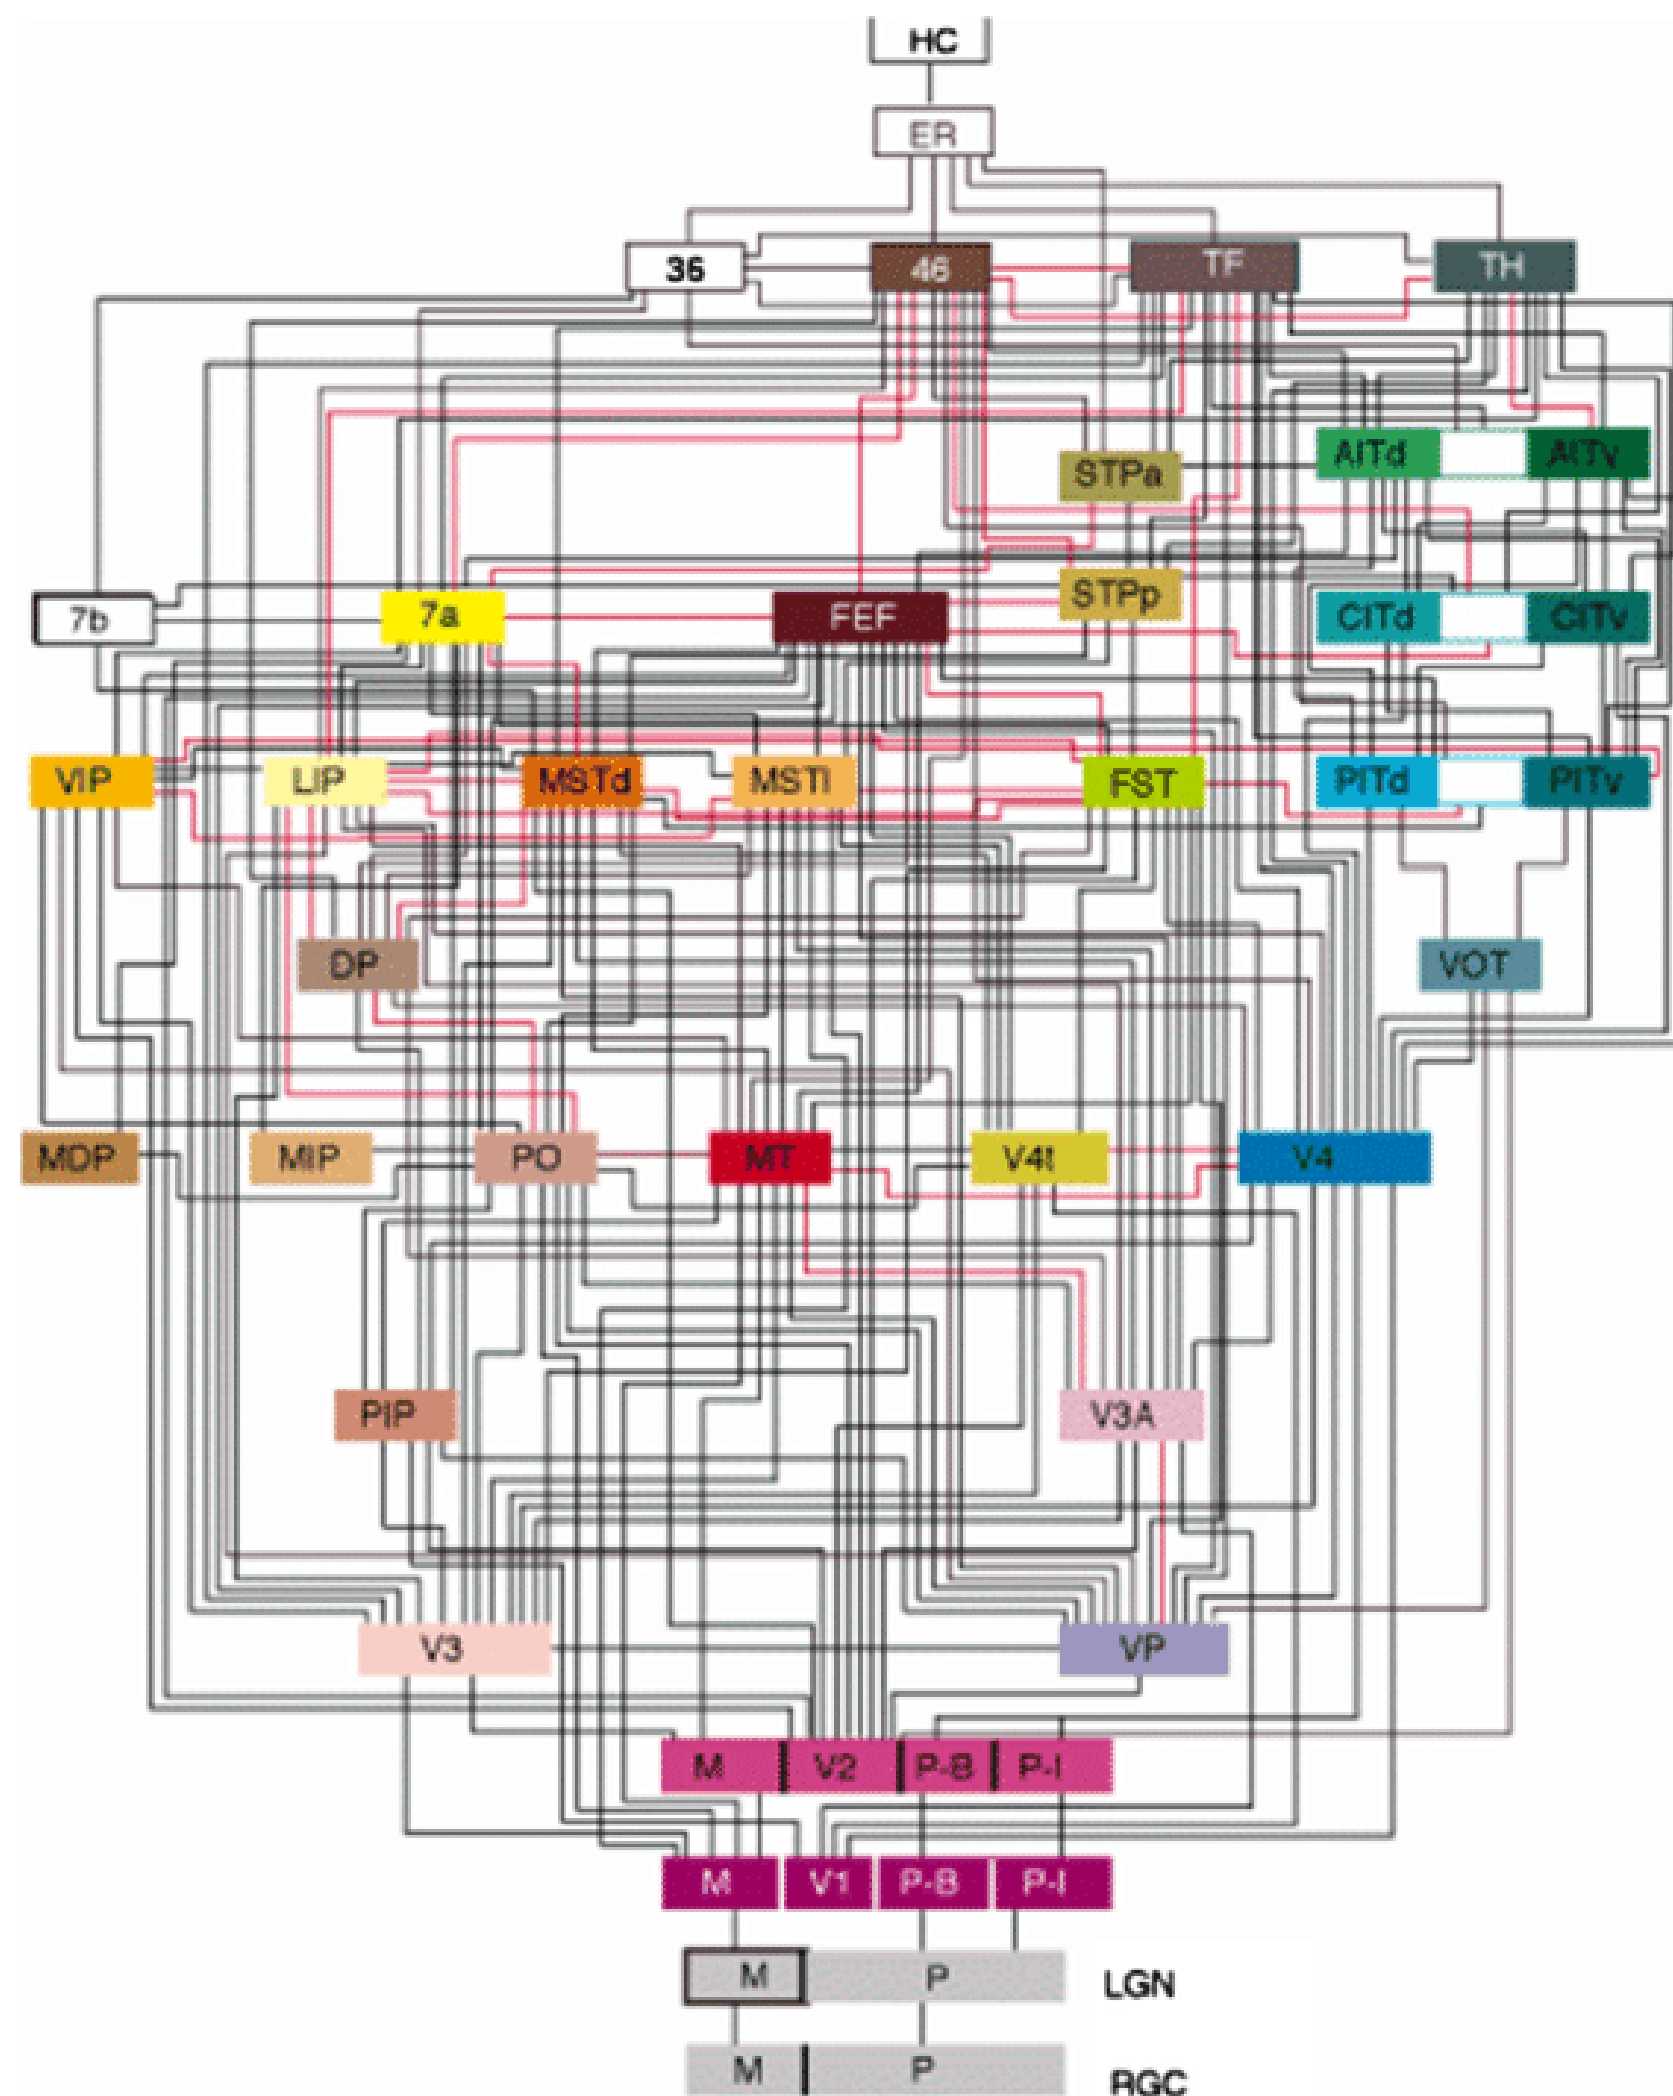 HC
ER
36 46 TF TH
AITd AITv
STPa
STPp
7b 7a FEF CITd CITv
VIP LIP MSTd MSTl FST PITd PITv
DP VOT
MDP MIP PO MT V4t V4
PIP V3A
V3 VP
M V2 P-B P-I
M V1 P-B P-I
M P LGN
M P RGC